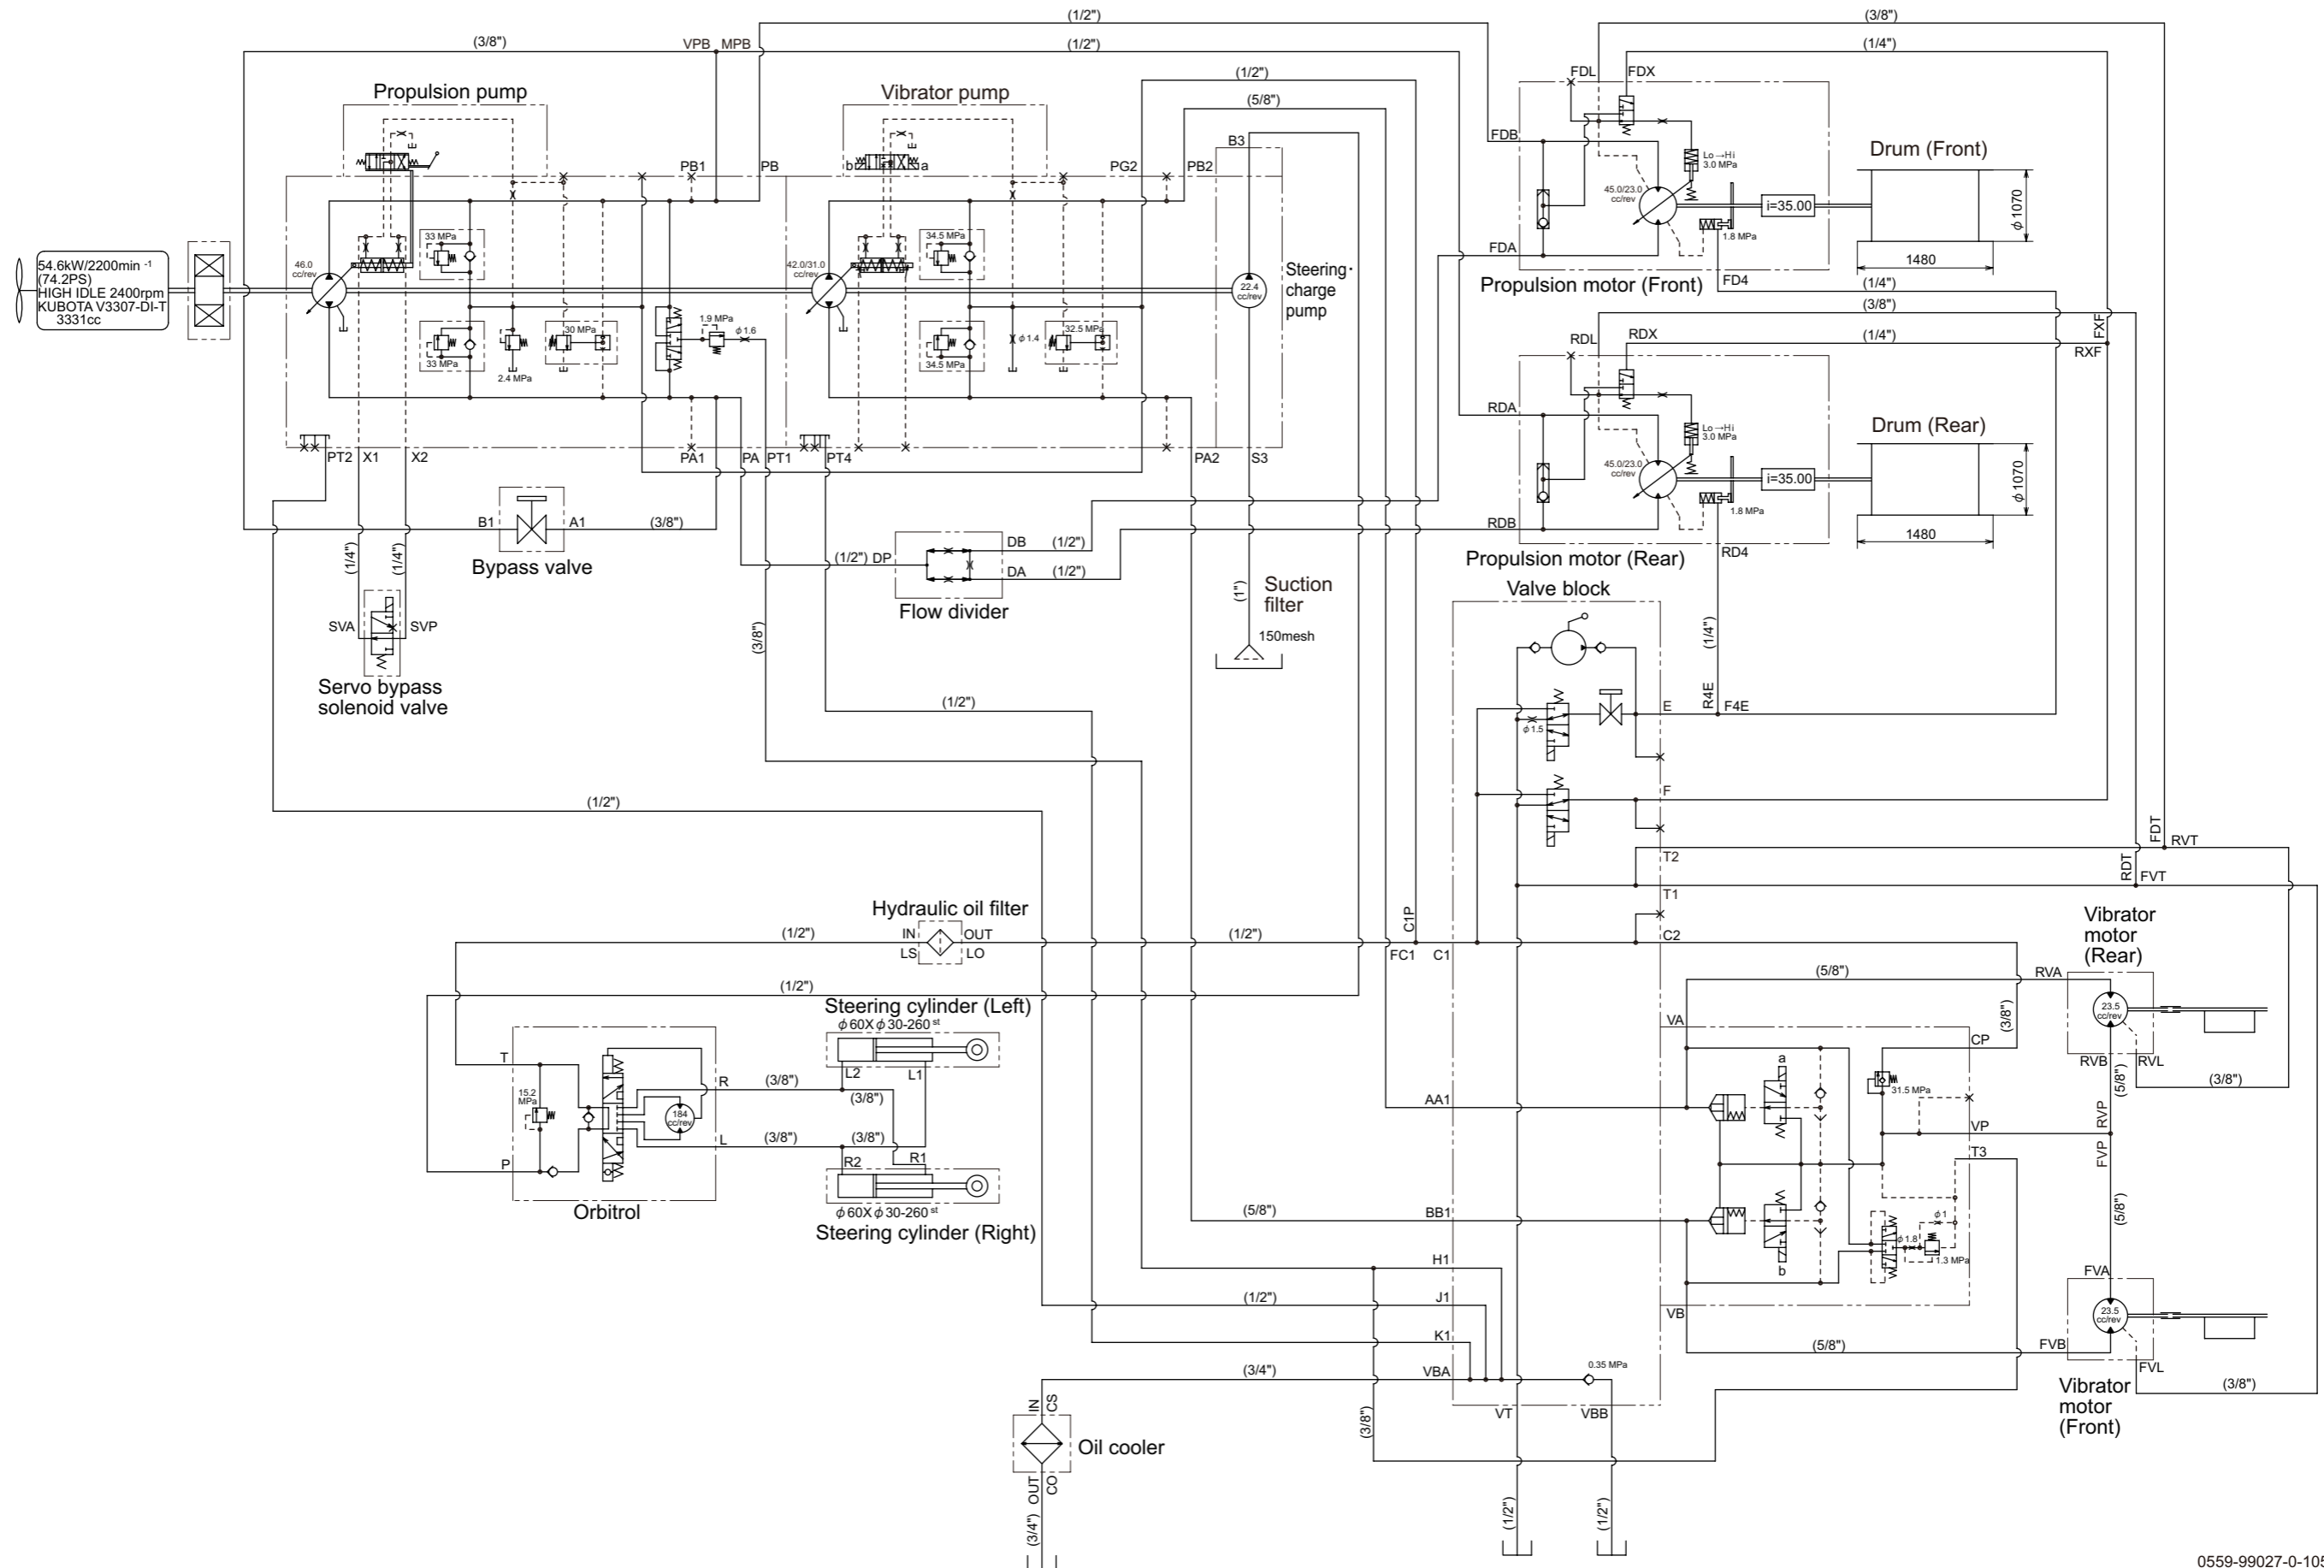 (1/2")
(3/8")
(3/8")
VPB
MPB
(1/2")
(1/4")
(1/2")
(5/8")
Propulsion pump
Vibrator pump
FDL
FDX
B3
FDB
Drum (Front)
Lo→Hi
3.0 MPa
45.0/23.0
cc/rev
i=35.00
φ1070
1.8 MPa
1480
FDA
Propulsion motor (Front)
FD4
(1/4")
(3/8")
PB1
PB
b
a
PG2
PB2
54.6kW/2200min -1
(74.2PS)
HIGH IDLE 2400rpm
KUBOTA V3307-DI-T
3331cc
46.0
cc/rev
33 MPa
33 MPa
2.4 MPa
30 MPa
1.9 MPa
φ1.6
42.0/31.0
cc/rev
34.5 MPa
34.5 MPa
φ1.4
32.5 MPa
22.4
cc/rev
Steering·
charge
pump
RDL
RDX
(1/4")
FXF
RXF
RDA
Drum (Rear)
Lo→Hi
3.0 MPa
45.0/23.0
cc/rev
i=35.00
φ1070
1.8 MPa
1480
RDB
Propulsion motor (Rear)
RD4
PT2
X1
X2
PA1
PA
PT1
PT4
PA2
S3
B1
A1
(3/8")
Bypass valve
(1/4")
(1/4")
(1/2")
DP
DB
(1/2")
DA
(1/2")
Flow divider
(1")
Suction
filter
150mesh
SVA
SVP
Servo bypass
solenoid valve
(3/8")
(1/2")
(1/2")
Valve block
(1/4")
R4E
E
F4E
φ1.5
F
T2
T1
FDT
RVT
RDT
FVT
Hydraulic oil filter
(1/2")
IN
OUT
LS
LO
(1/2")
C1P
FC1
C1
C2
(1/2")
Vibrator
motor
(Rear)
(5/8")
RVA
23.5
cc/rev
RVB
RVL
(5/8")
(3/8")
Steering cylinder (Left)
φ60Xφ30-260st
L2
L1
T
15.2
MPa
P
184
cc/rev
R
L
(3/8")
(3/8")
(3/8")
(3/8")
R2
R1
φ60Xφ30-260st
Steering cylinder (Right)
Orbitrol
VA
CP
(3/8")
a
31.5 MPa
AA1
VP
RVP
T3
FVP
(5/8")
(5/8")
BB1
b
φ1
φ1.8
1.3 MPa
VB
H1
(1/2")
J1
K1
(3/4")
VBA
0.35 MPa
VT
VBB
FVA
23.5
cc/rev
FVB
(5/8")
FVL
(3/8")
Vibrator
motor
(Front)
IN
CS
Oil cooler
OUT
CO
(3/4")
(3/8")
(1/2")
(1/2")
0559-99027-0-105